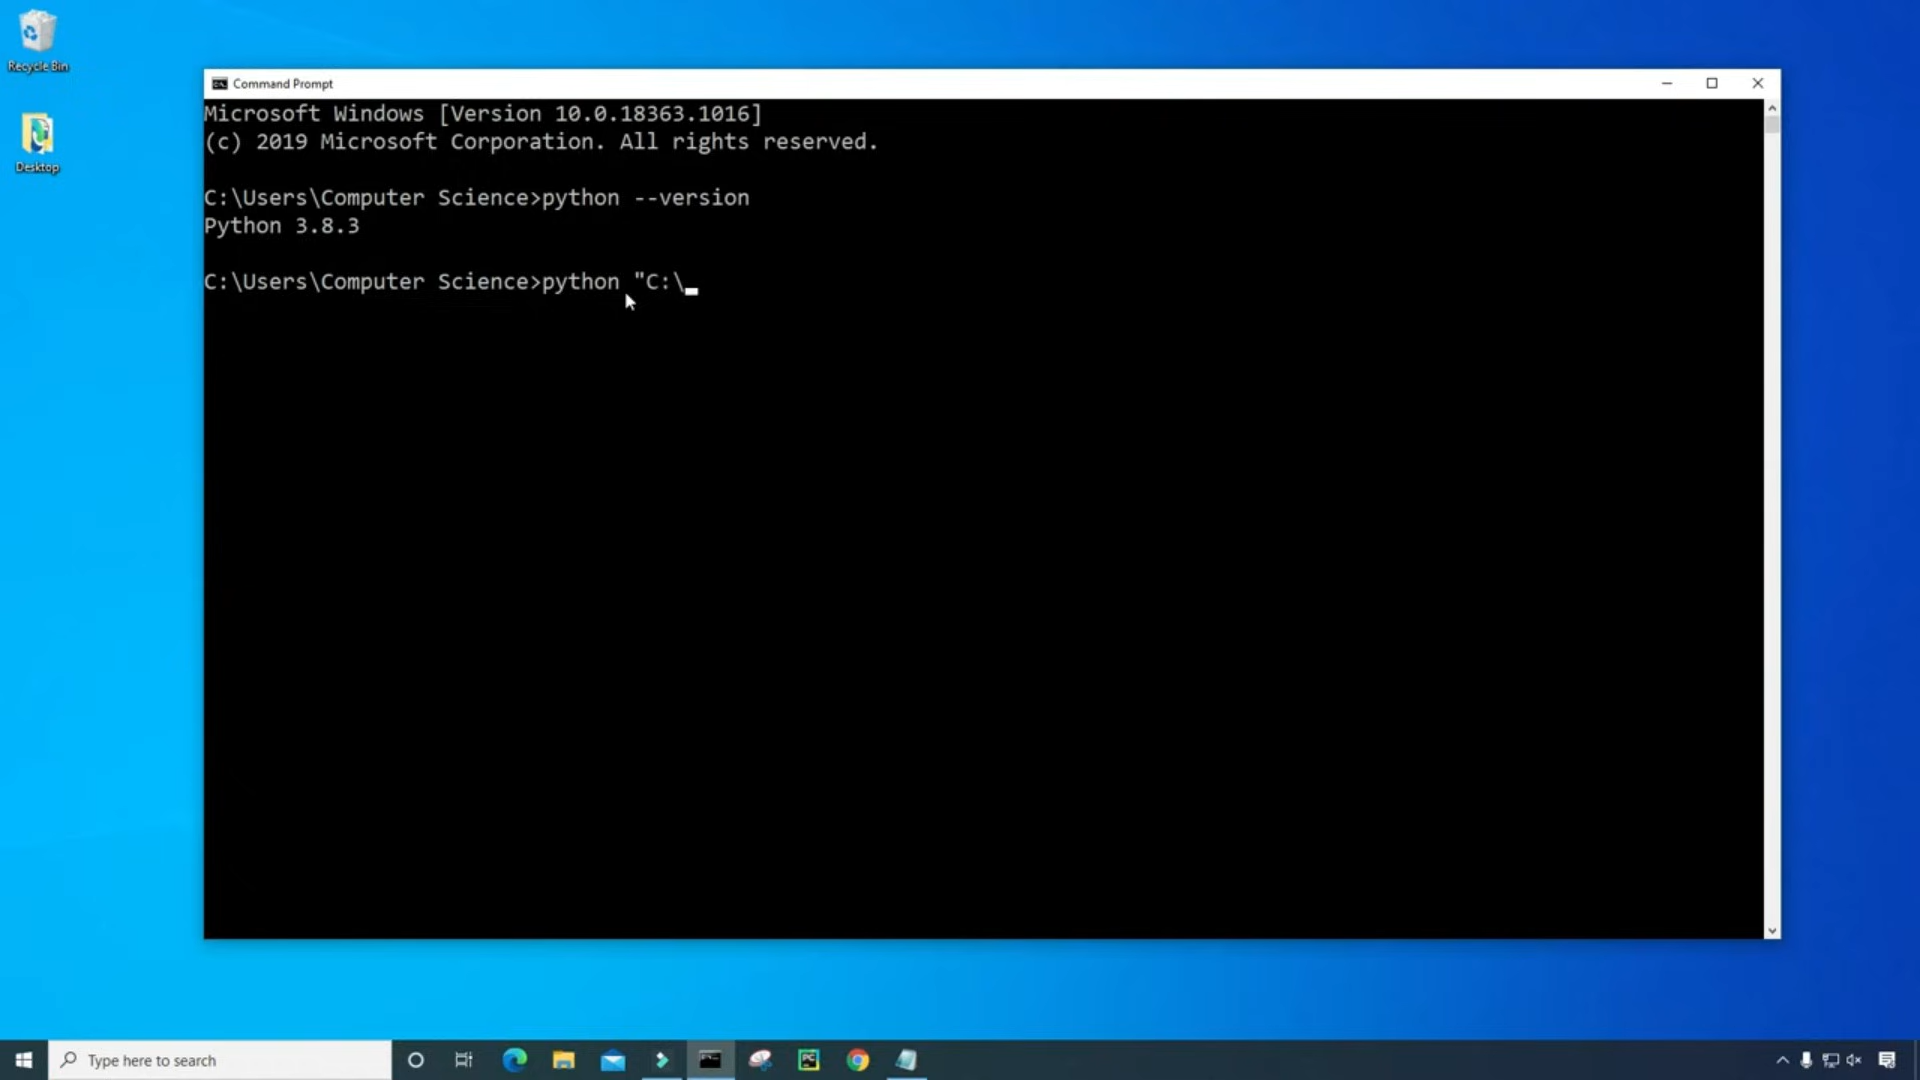 Recycle Bin
Desktop
Command Prompt
Microsoft Windows [Version 10.0.18363.1016]
(c) 2019 Microsoft Corporation. All rights reserved.
C:\Users\Computer Science>python --version
Python 3.8.3
C:\Users\Computer Science>python "C:\
Type here to search